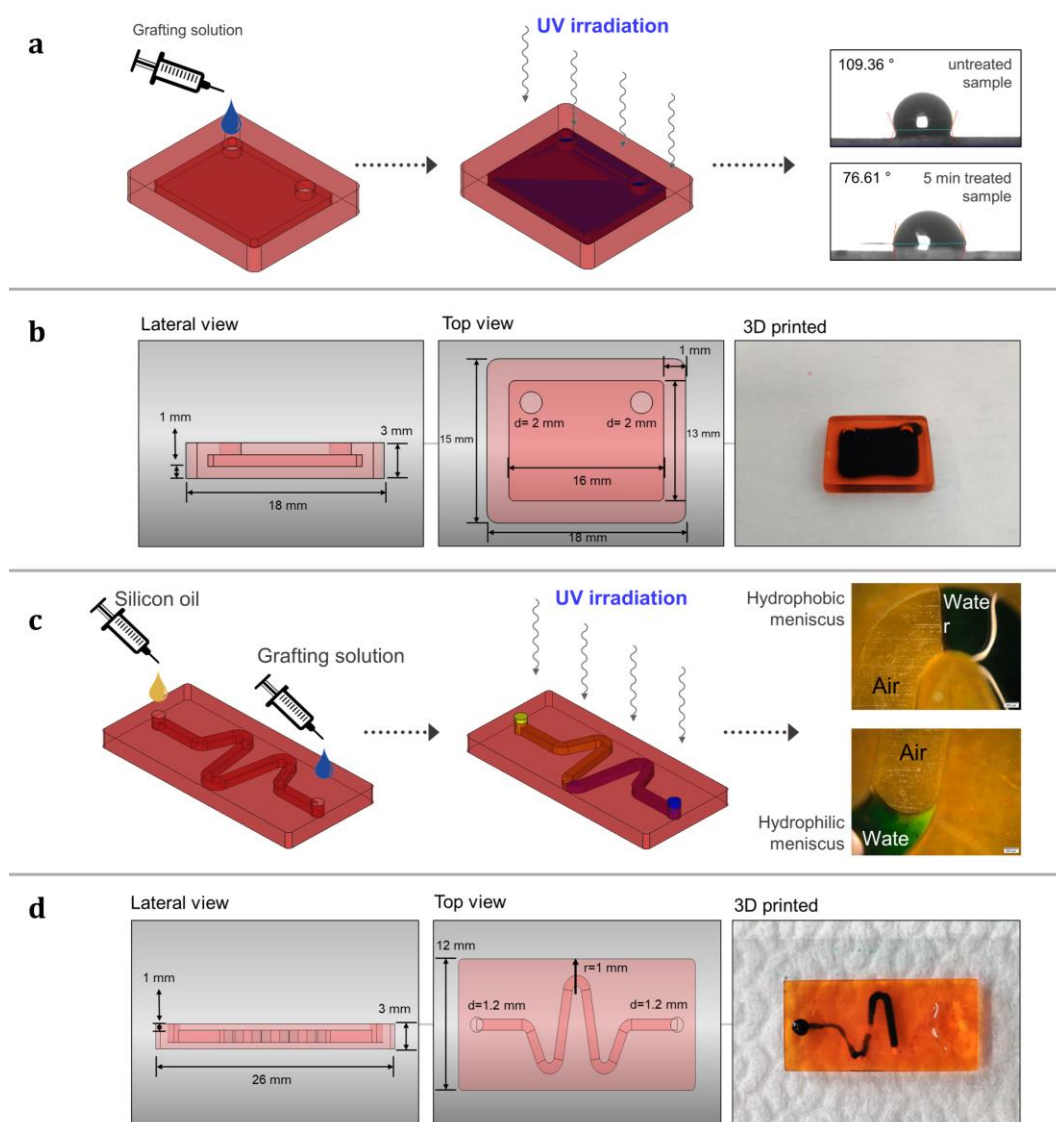 a
Grafting solution
UV irradiation
109.36 °
untreated
sample
76.61 °
5 min treated
sample
b
Lateral view
Top view
3D printed
1 mm
3 mm
18 mm
1 mm
d= 2 mm
d= 2 mm
15 mm
13 mm
16 mm
18 mm
c
Silicon oil
Grafting solution
UV irradiation
Hydrophobic
meniscus
Wate
r
Air
Air
Hydrophilic
meniscus
Wate
d
Lateral view
Top view
3D printed
1 mm
3 mm
26 mm
12 mm
r=1 mm
d=1.2 mm
d=1.2 mm